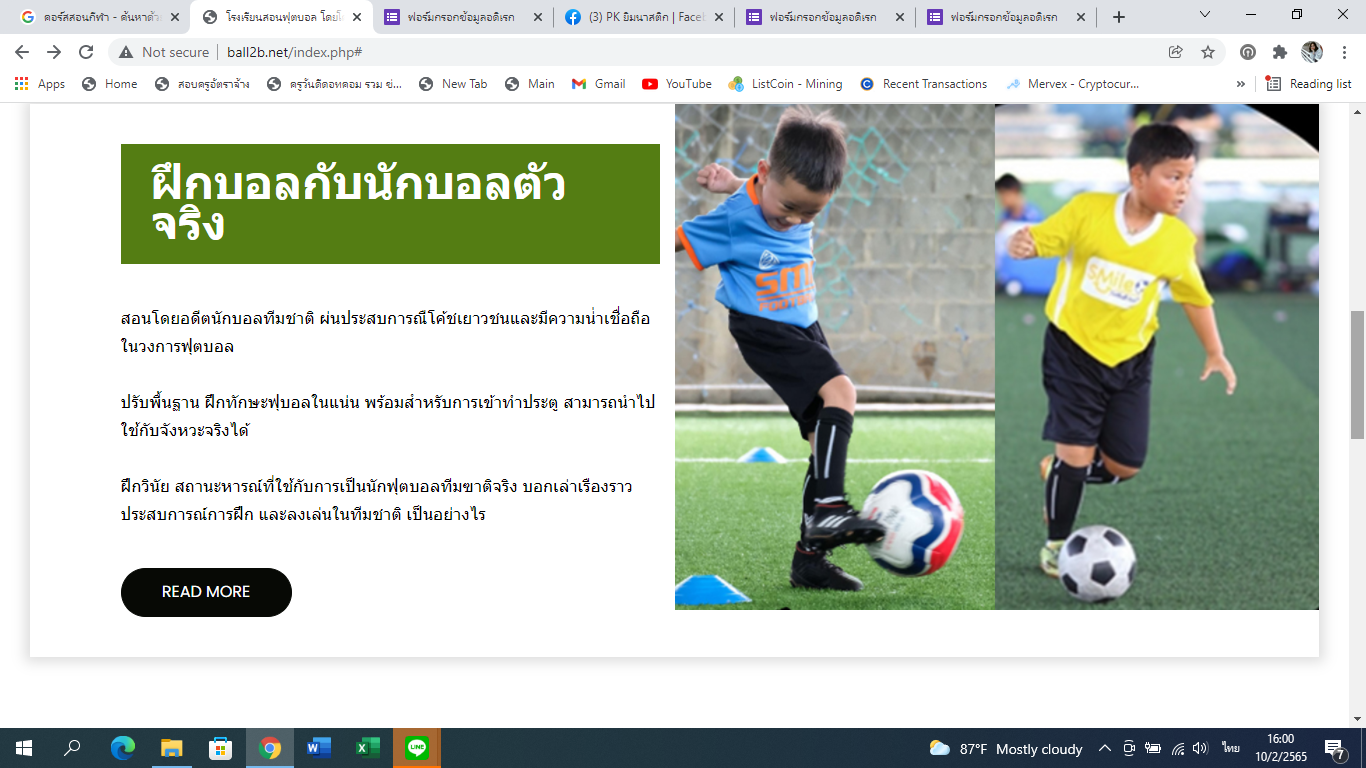 คอร์สสอนกีฬา - ค้นหาด้วย
โรงเรียนสอนฟุตบอล โดยโ
ฟอร์มกรอกข้อมูลอดิเรก
(3) PK ยิมนาสติก | Faceb
ฟอร์มกรอกข้อมูลอดิเรก
ฟอร์มกรอกข้อมูลอดิเรก
Not secure
ball2b.net/index.php#
Apps
Home
สอบครูอัตราจ้าง
ครูวันดีดอทคอม รวม ข่...
New Tab
Main
Gmail
YouTube
ListCoin - Mining
Recent Transactions
Mervex - Cryptocur...
»
Reading list
ฝึกบอลกับนักบอลตัว
จริง
สอนโดยอดีตนักบอลทีมชาติ ผ่นประสบการณืโค้ชเยาวชนและมีความน่าเชื่อถือ
ในวงการฟุตบอล
ปรับพื้นฐาน ฝึกทักษะฟุบอลในแน่น พร้อมสำหรับการเข้าทำประตู สามารถนำไป
ใช้กับจังหวะจริงได้
ฝึกวินัย สถานะหารณ์ที่ใช้กับการเป็นนักฟุตบอลทีมฃาติจริง บอกเล่าเรืองราว
ประสบการณ์การฝึก และลงเล่นในทีมชาติ เป็นอย่างไร
READ MORE
SMI
FOOTB
SMile
LINE
87°F Mostly cloudy
ไทย
16:00
10/2/2565
7